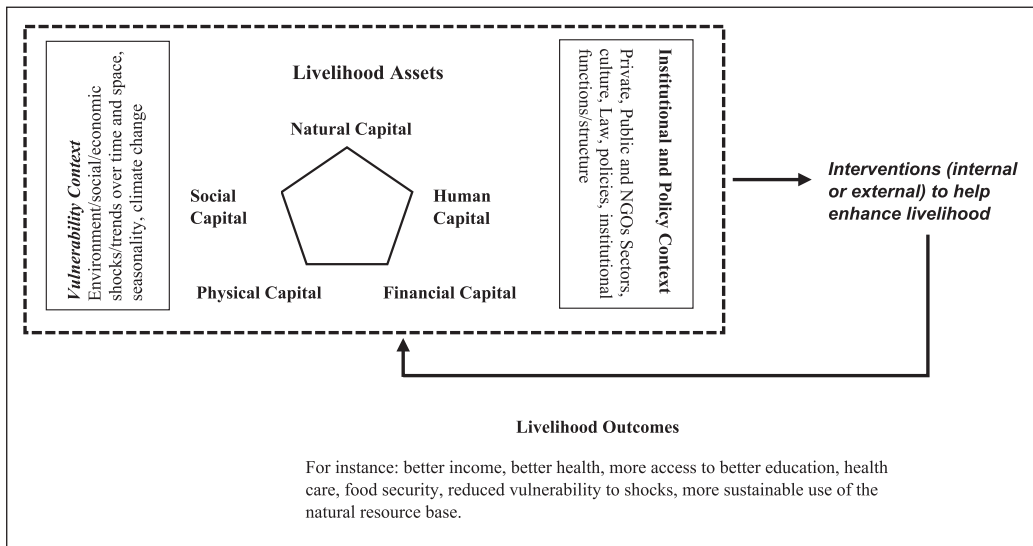 Vulnerability Context
Environment/social/economic
shocks/trends over time and space,
seasonality, climate change
Livelihood Assets
Natural Capital
Social
Capital
Human
Capital
Physical Capital
Financial Capital
Institutional and Policy Context
Private, Public and NGOs Sectors,
culture, Law, policies, institutional
functions/structure
Interventions (internal
or external) to help
enhance livelihood
Livelihood Outcomes
For instance: better income, better health, more access to better education, health
care, food security, reduced vulnerability to shocks, more sustainable use of the
natural resource base.